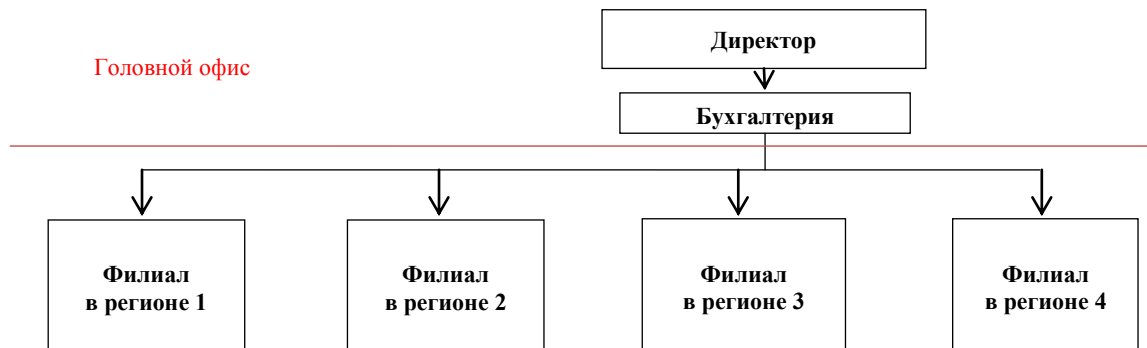 Директор
Головной офис
Бухгалтерия
Филиал
в регионе 1
Филиал
в регионе 2
Филиал
в регионе 3
Филиал
в регионе 4